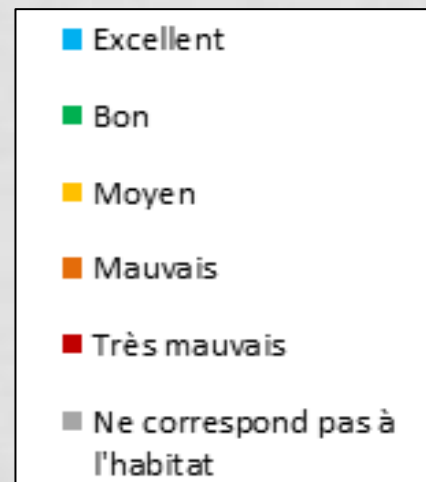 Excellent
Bon
Moyen
Mauvais
Très mauvais
Ne correspond pas à
l'habitat